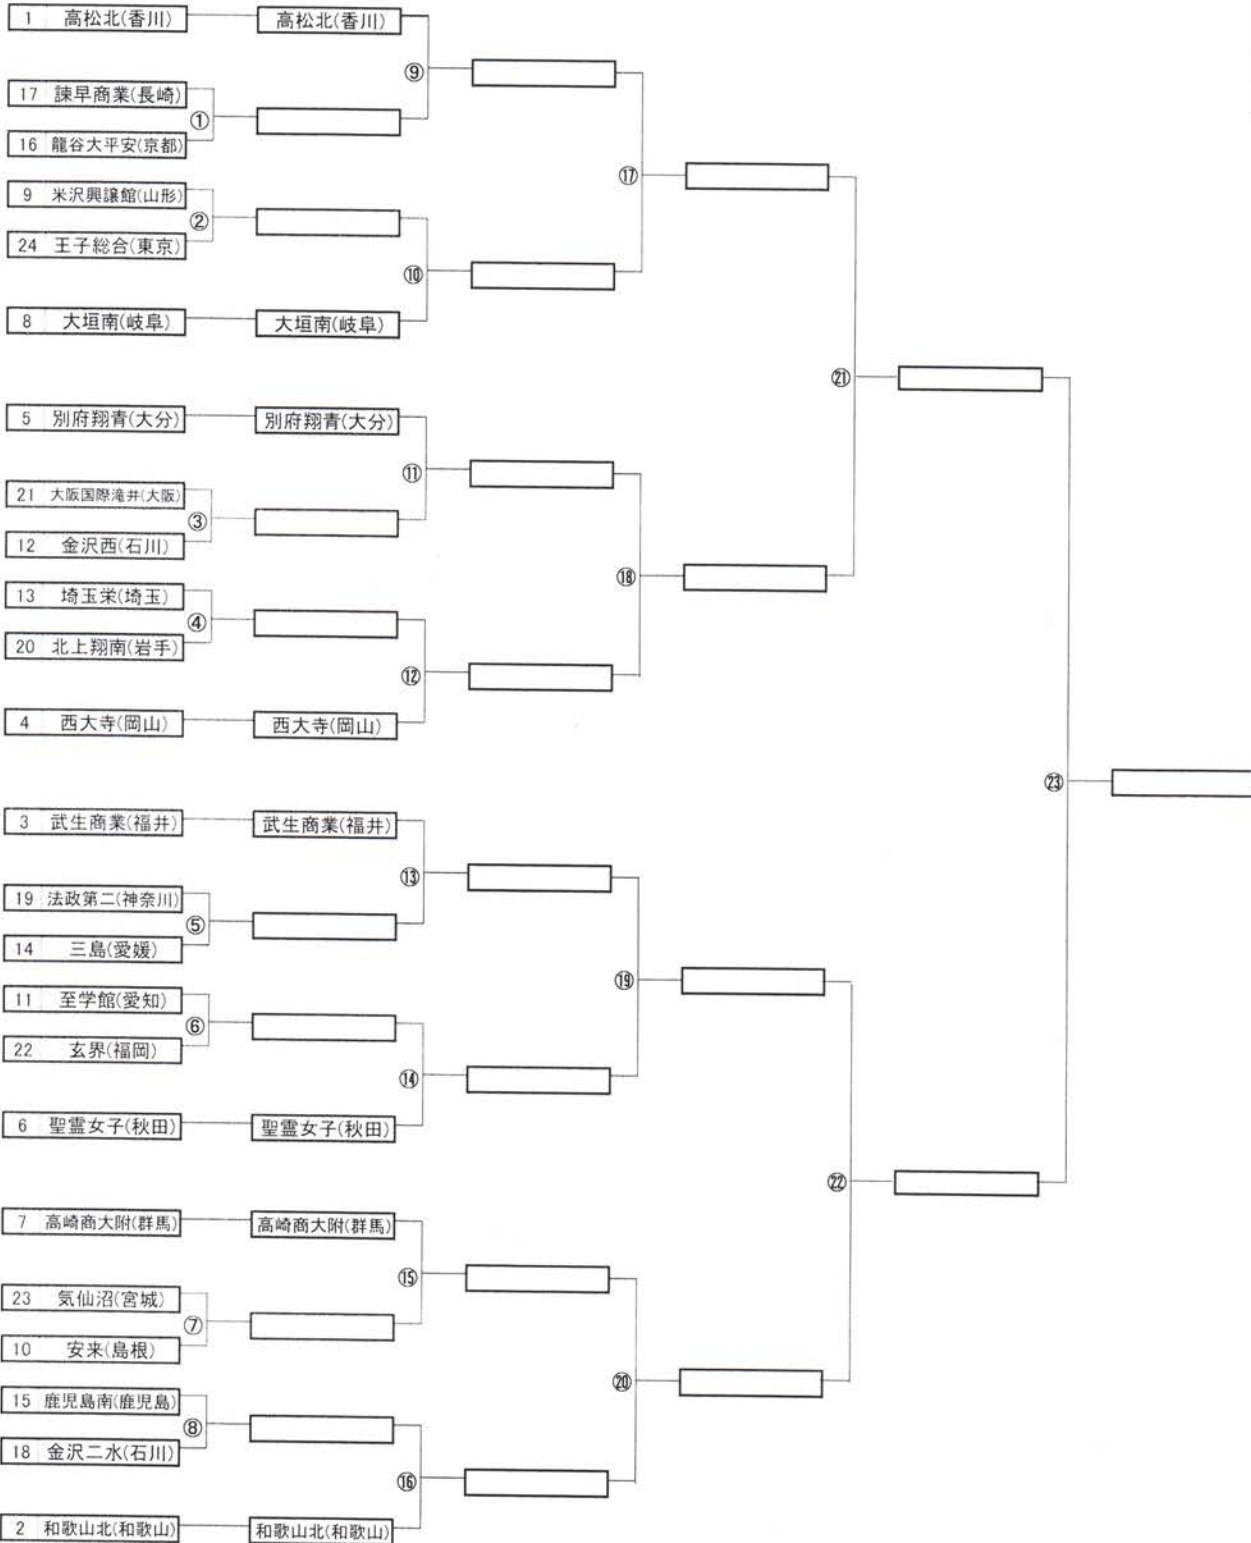 1 高松北(香川) 高松北(香川)
⑨
17 諫早商業(長崎)
①
16 龍谷大平安(京都)
⑰
9 米沢興譲館(山形)
②
24 王子総合(東京)
⑩
8 大垣南(岐阜) 大垣南(岐阜)
㉑
5 別府翔青(大分) 別府翔青(大分)
⑪
21 大阪国際滝井(大阪)
③
12 金沢西(石川)
⑱
13 埼玉栄(埼玉)
④
20 北上翔南(岩手)
⑫
4 西大寺(岡山) 西大寺(岡山)
㉓
3 武生商業(福井) 武生商業(福井)
⑬
19 法政第二(神奈川)
⑤
14 三島(愛媛)
⑲
11 至学館(愛知)
⑥
22 玄界(福岡)
⑭
6 聖霊女子(秋田) 聖霊女子(秋田)
㉒
7 高崎商大附(群馬) 高崎商大附(群馬)
⑮
23 気仙沼(宮城)
⑦
10 安来(島根)
⑳
15 鹿児島南(鹿児島)
⑧
18 金沢二水(石川)
⑯
2 和歌山北(和歌山) 和歌山北(和歌山)